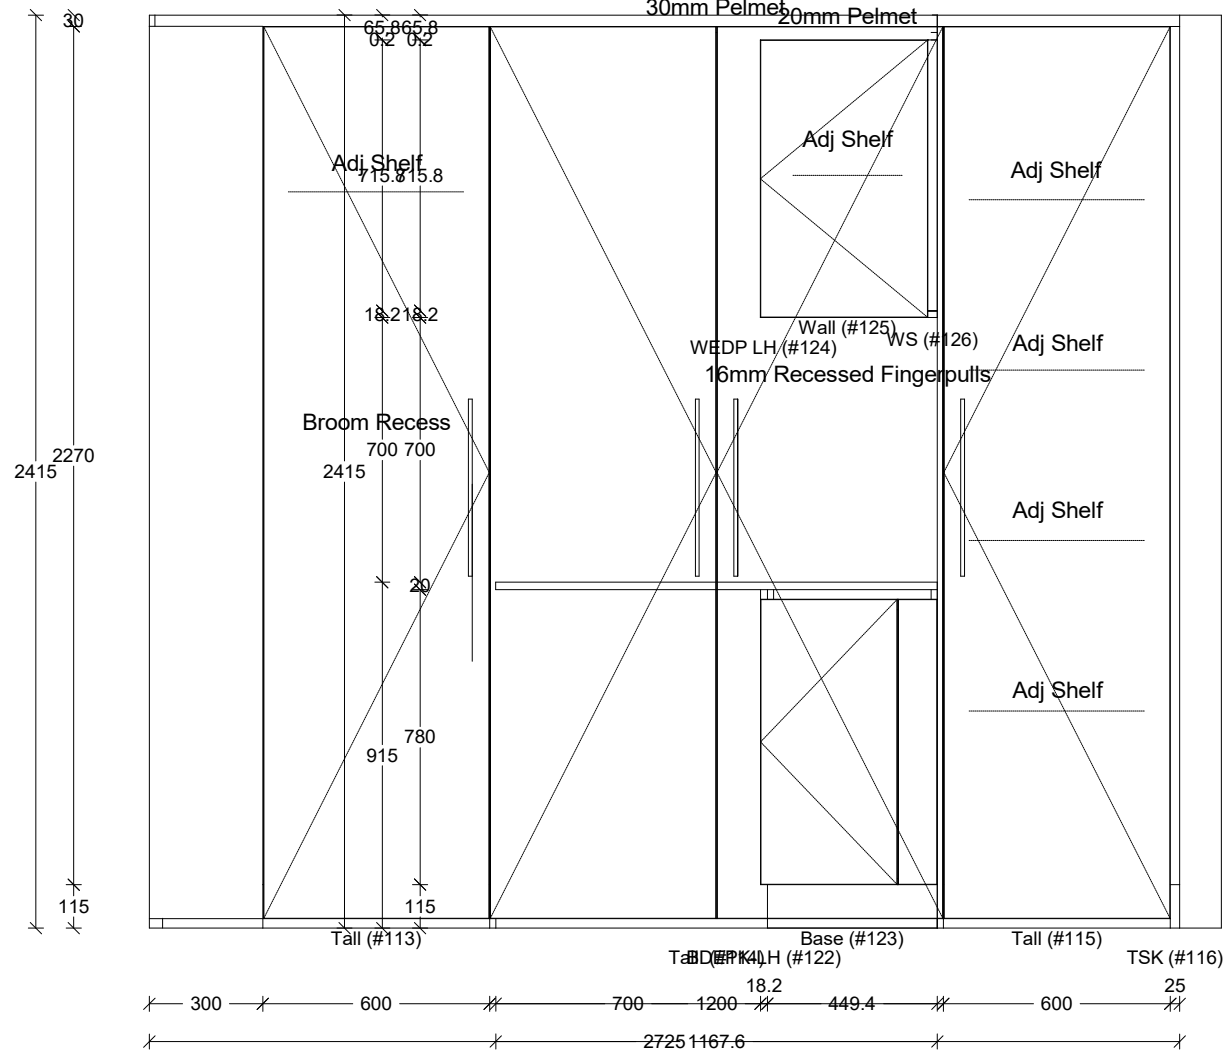 30mm Pelmet
20mm Pelmet
30
65.8 65.8
0.2 0.2
Adj Shelf
Adj Shelf
Adj Shelf
715.8 715.8
18.2 18.2
Wall (#125)
WS (#126)
WEDP LH (#124)
Adj Shelf
16mm Recessed Fingerpulls
Broom Recess
700 700
2270
2415
2415
Adj Shelf
20
Adj Shelf
780
915
115
115
Tall (#113)
Base (#123)
Tall (#115)
Tall (#114)
BDEPK LH (#122)
TSK (#116)
18.2
25
300
600
700
1200
449.4
600
2725
1167.6